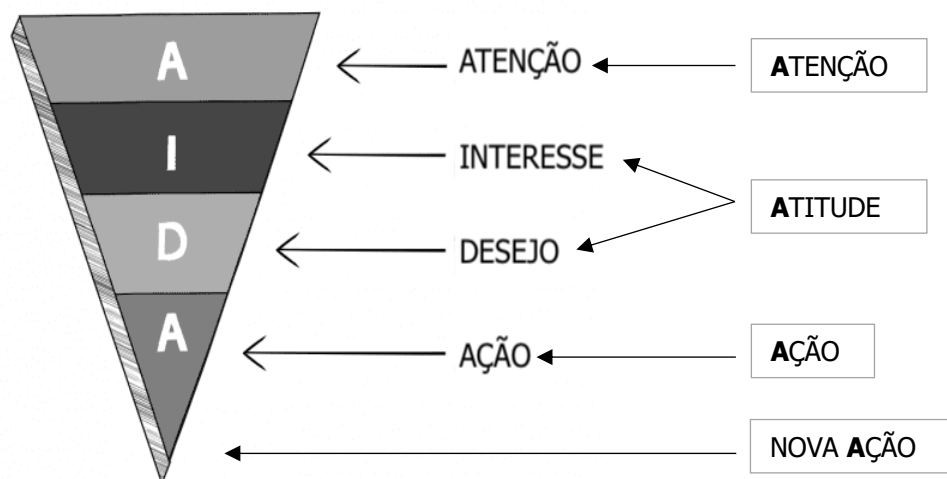 A ATENÇÃO ATENÇÃO
I INTERESSE
ATITUDE
D DESEJO
A AÇÃO AÇÃO
NOVA AÇÃO